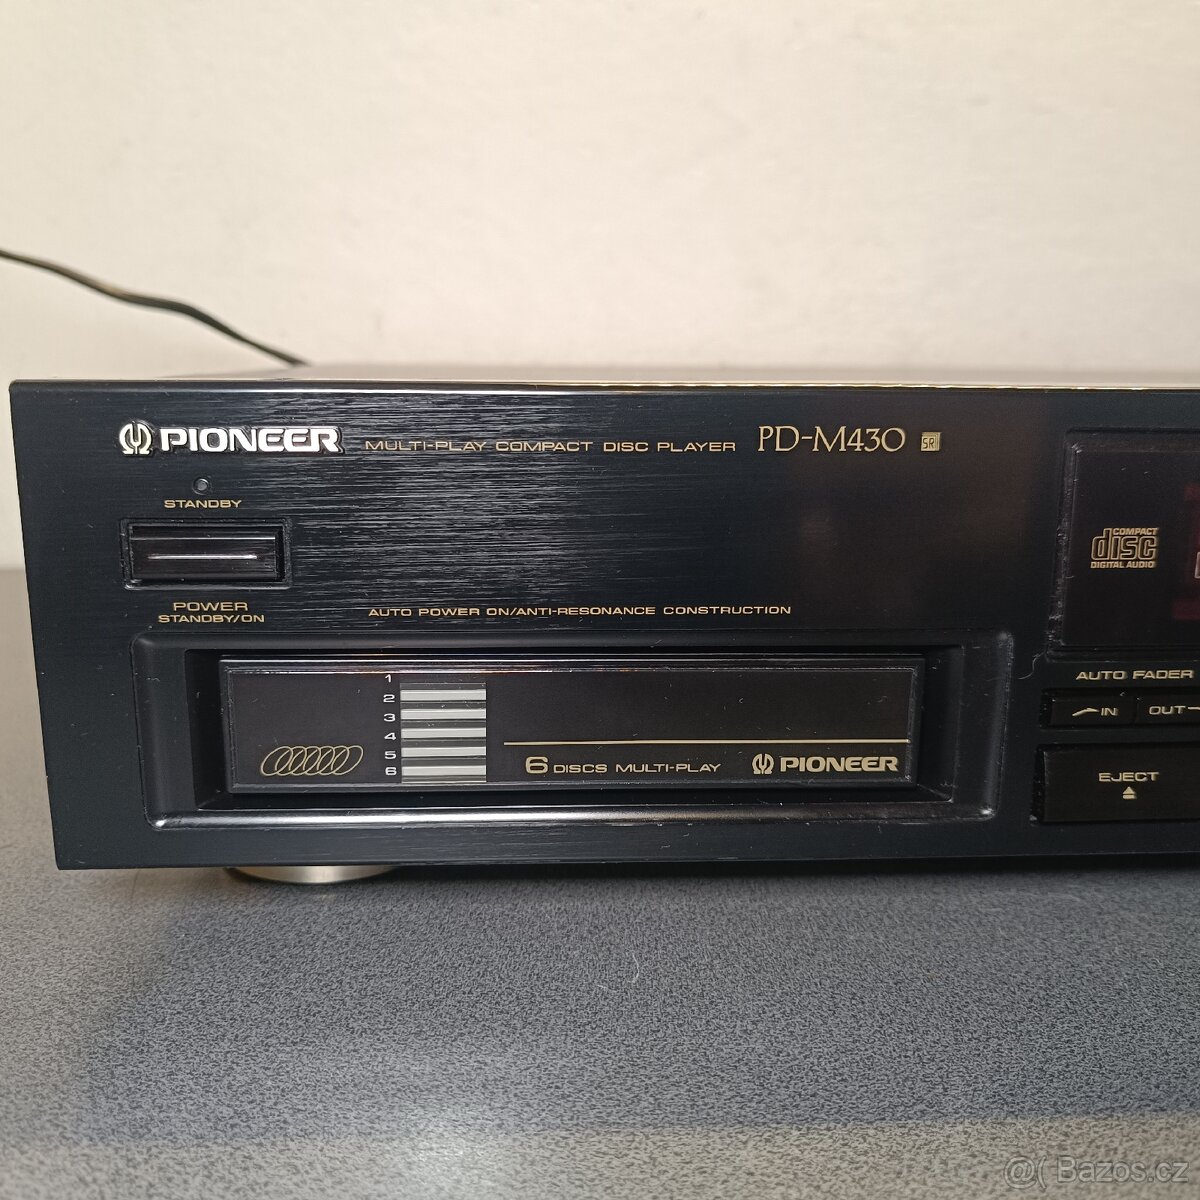 PIONEER MULTI-PLAY COMPACT DISC PLAYER PD-M430 SR
STANDBY
POWER
STANDBY/ON
AUTO POWER ON/ANTI-RESONANCE CONSTRUCTION
COMPACT
disc
DIGITAL AUDIO
AUTO FADER
IN OUT
EJECT
1
2
3
4
5
6
6 DISCS MULTI-PLAY PIONEER
@( Bazos.cz